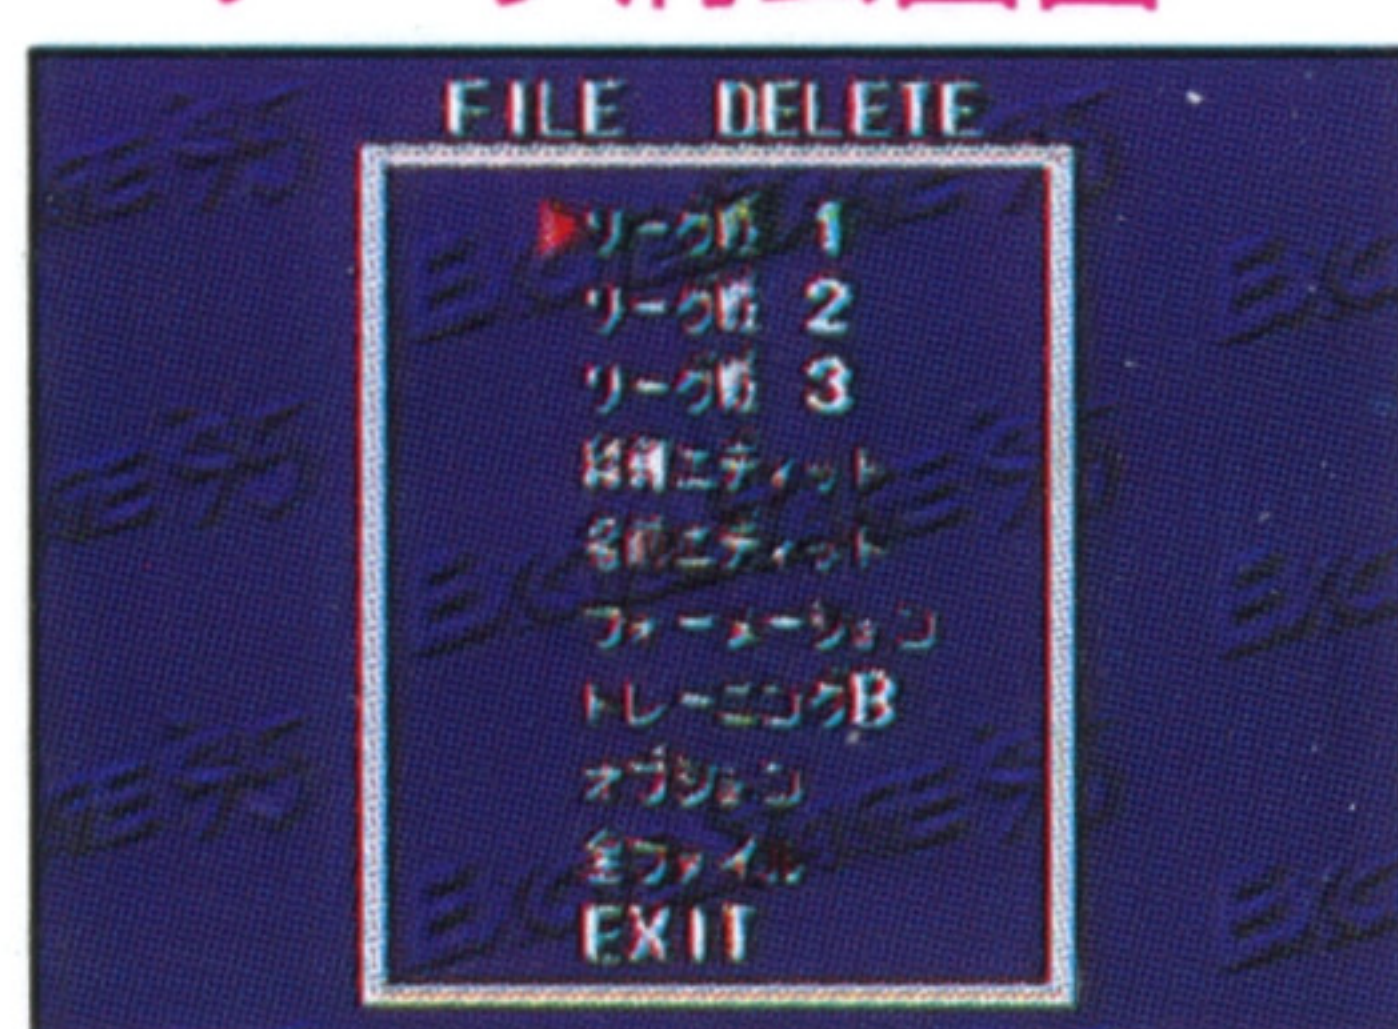 FILE DELETE
リーグ戦 1
リーグ戦 2
リーグ戦 3
エディット
名前エディット
フォーメーション
トレーニングB
オプション
全ファイル
EXIT